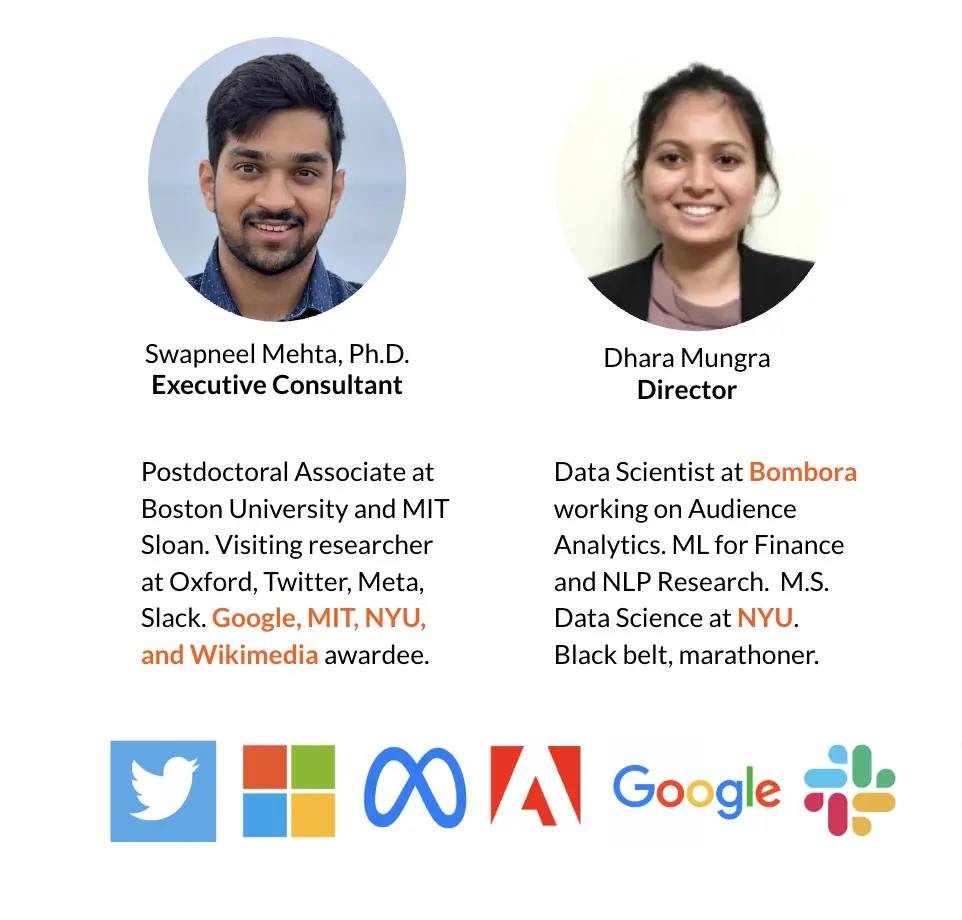 Swapneel Mehta, Ph.D.
Executive Consultant
Postdoctoral Associate at
Boston University and MIT
Sloan. Visiting researcher
at Oxford, Twitter, Meta,
Slack. Google, MIT, NYU,
and Wikimedia awardee.
Dhara Mungra
Director
Data Scientist at Bombora
working on Audience
Analytics. ML for Finance
and NLP Research.  M.S.
Data Science at NYU.
Black belt, marathoner.
Google